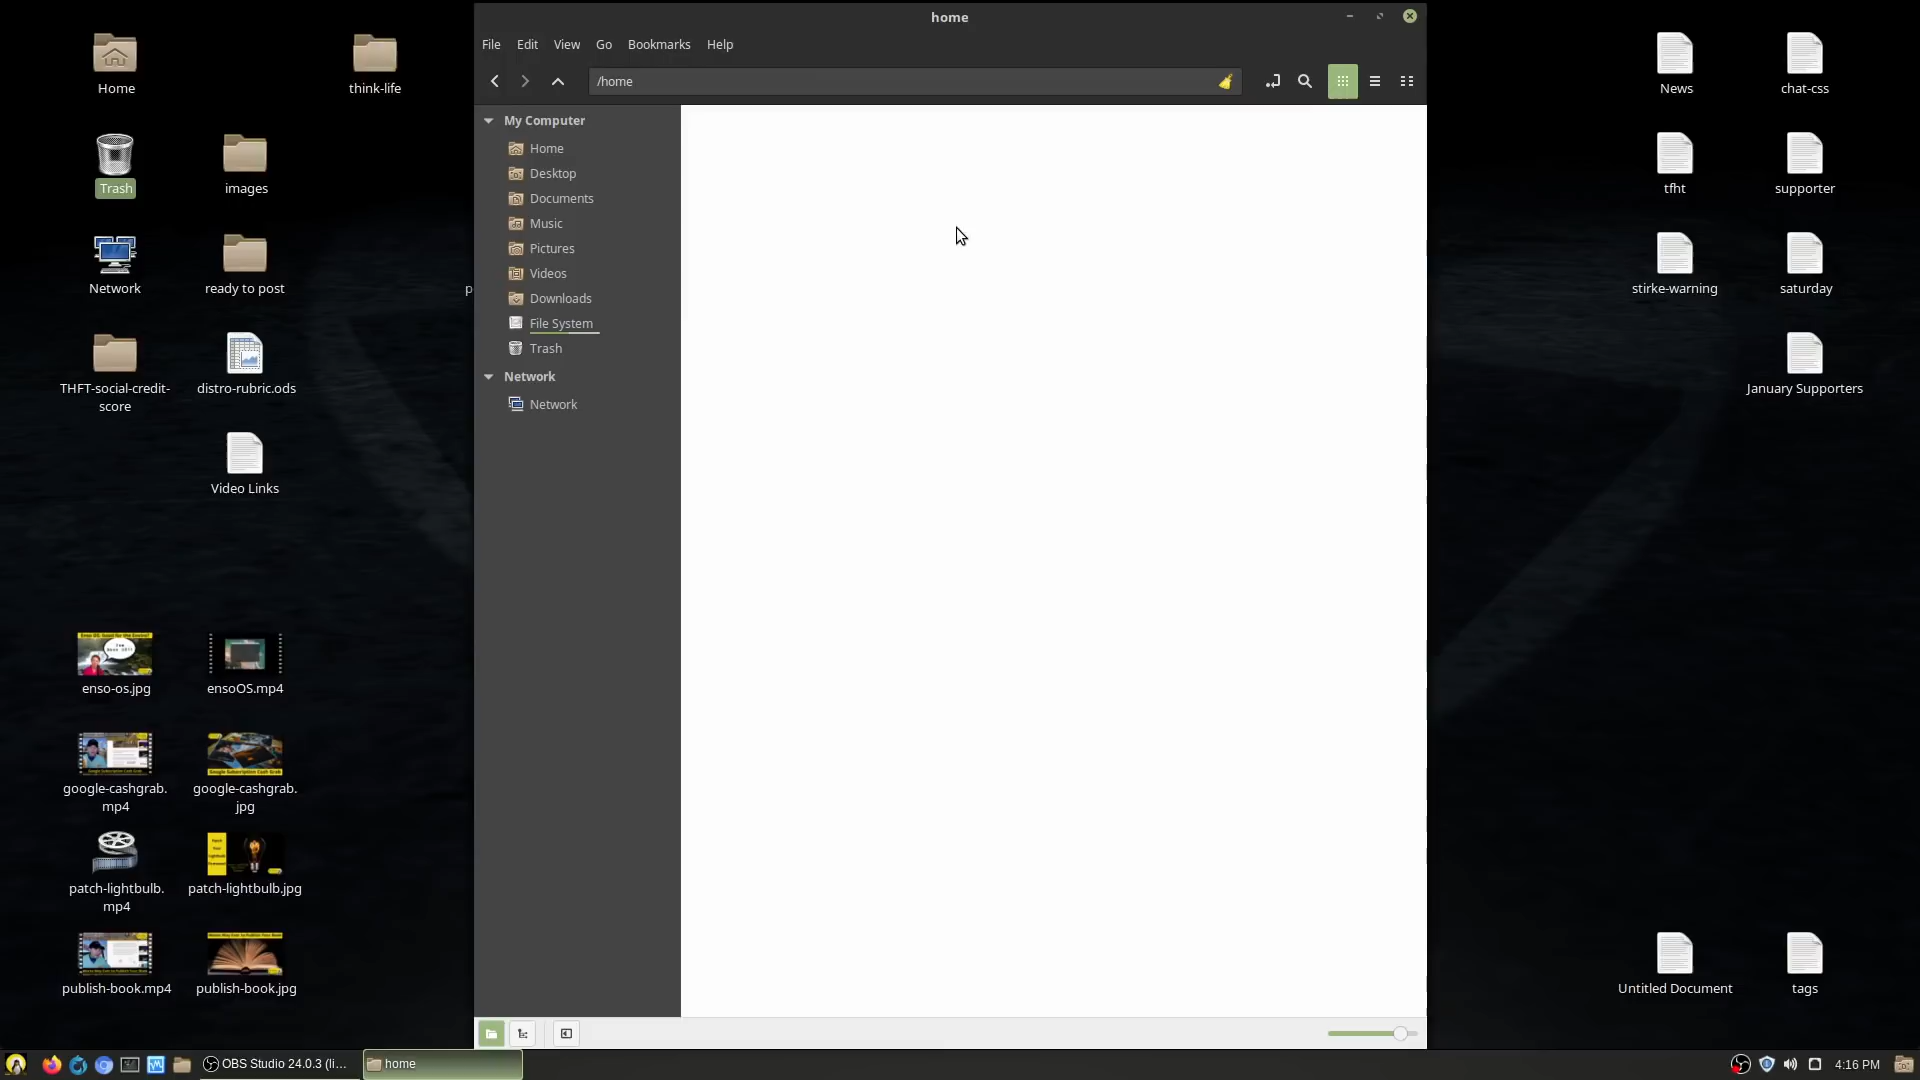 home
File Edit View Go Bookmarks Help
/home
My Computer
Home
Desktop
Documents
Music
Pictures
Videos
Downloads
File System
Trash
Network
Network
Home
think-life
Trash
images
Network
ready to post
p
THFT-social-credit-
score
distro-rubric.ods
Video Links
enso-os.jpg
ensoOS.mp4
google-cashgrab.
mp4
google-cashgrab.
jpg
patch-lightbulb.
mp4
patch-lightbulb.jpg
publish-book.mp4
publish-book.jpg
News
chat-css
tfht
supporter
stirke-warning
saturday
January Supporters
Untitled Document
tags
OBS Studio 24.0.3 (li...
home
4:16 PM